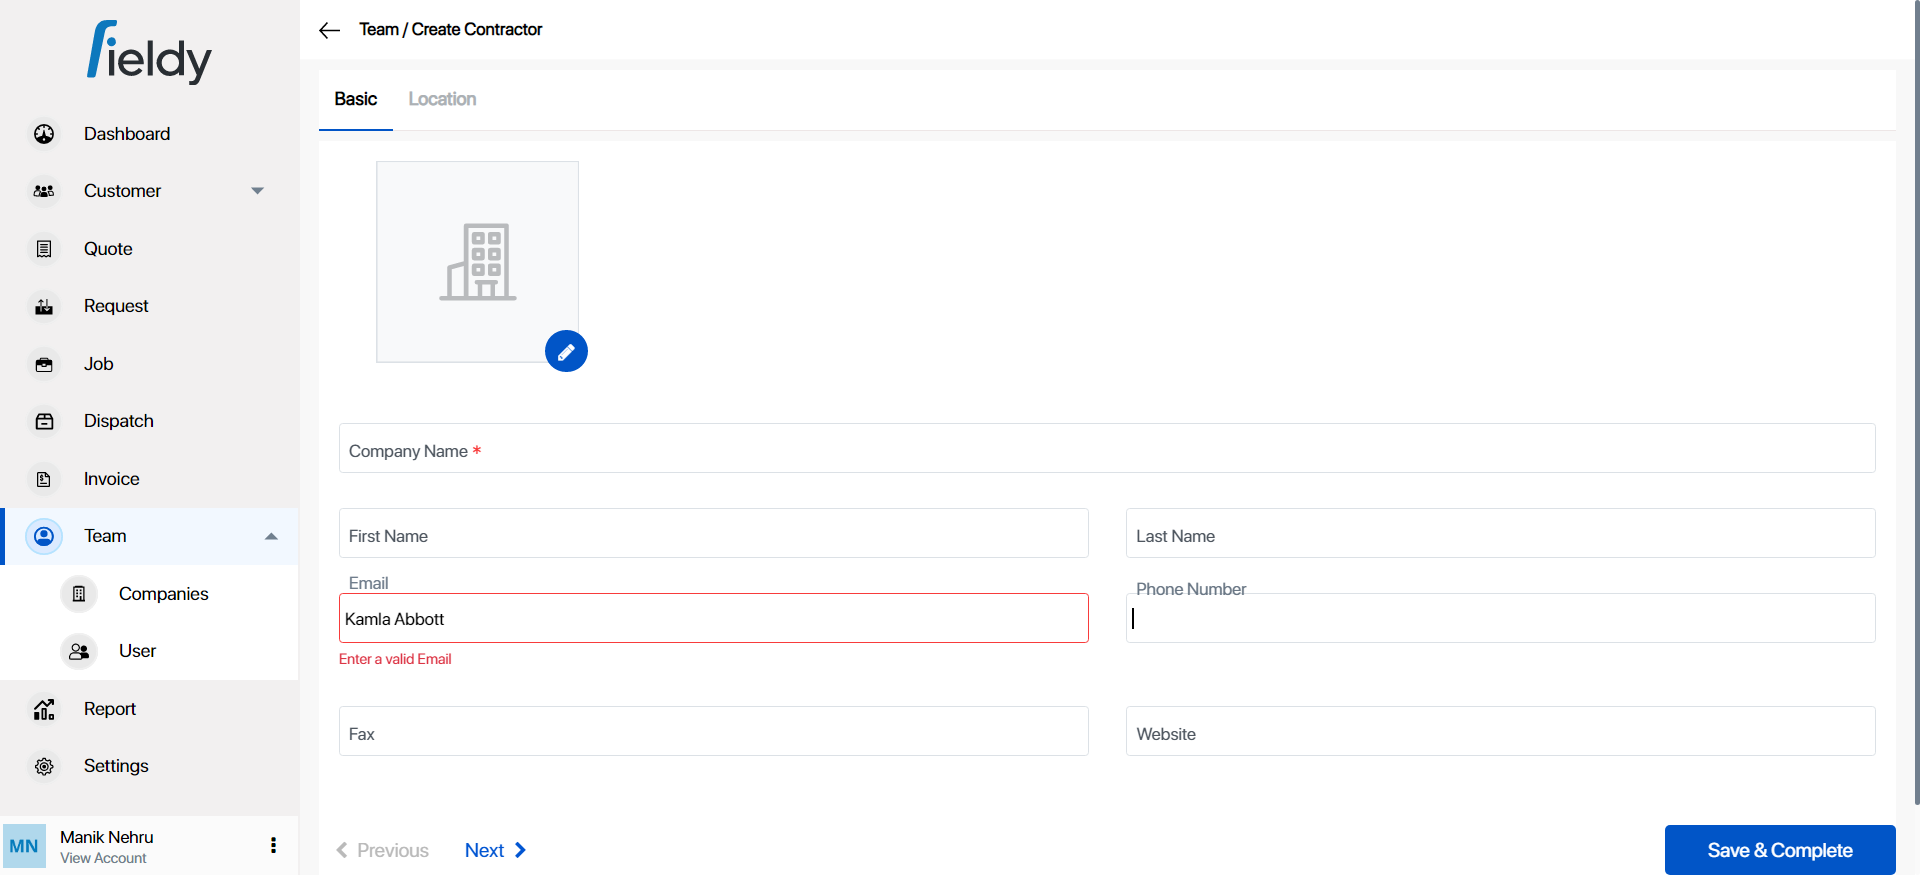 fieldy
Dashboard
Customer
Quote
Request
Job
Dispatch
Invoice
Team
Companies
User
Report
Settings
MN
Manik Nehru
View Account
Team / Create Contractor
Basic
Location
Company Name *
First Name
Last Name
Email
Kamla Abbott
Enter a valid Email
Phone Number
Fax
Website
Previous
Next
Save & Complete